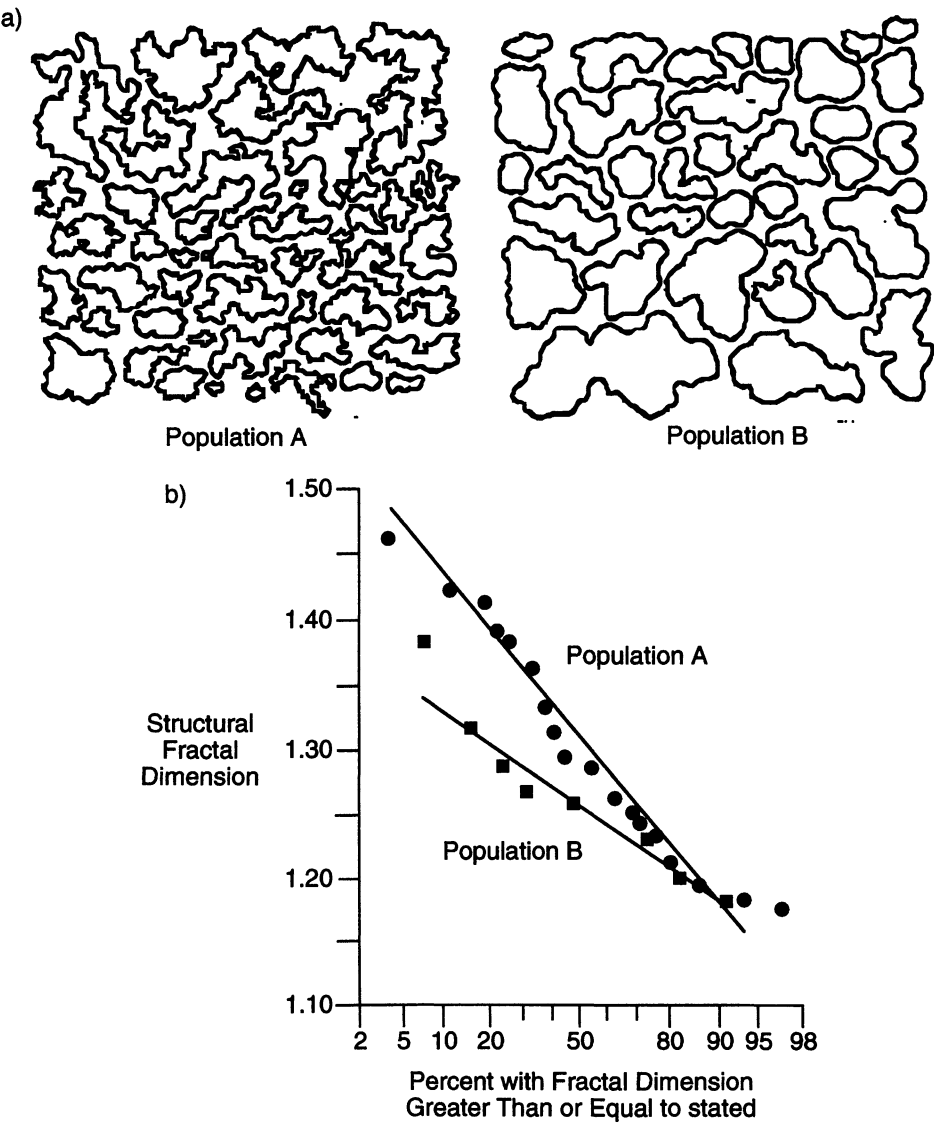 a)
Population A
Population B
b)
1.50
1.40
1.30
1.20
1.10
Structural
Fractal
Dimension
Population A
Population B
2 5 10 20 50 80 90 95 98
Percent with Fractal Dimension
Greater Than or Equal to stated